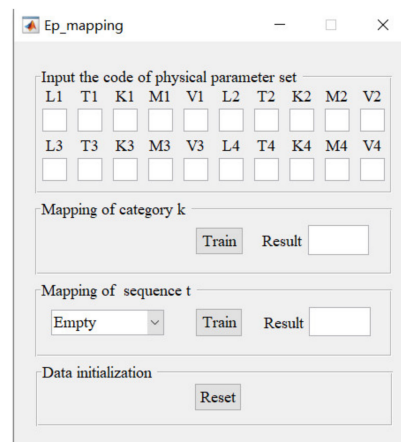 Ep_mapping
Input the code of physical parameter set
L1 T1 K1 M1 V1 L2 T2 K2 M2 V2
L3 T3 K3 M3 V3 L4 T4 K4 M4 V4
Mapping of category k
Train Result
Mapping of sequence t
Empty Train Result
Data initialization
Reset